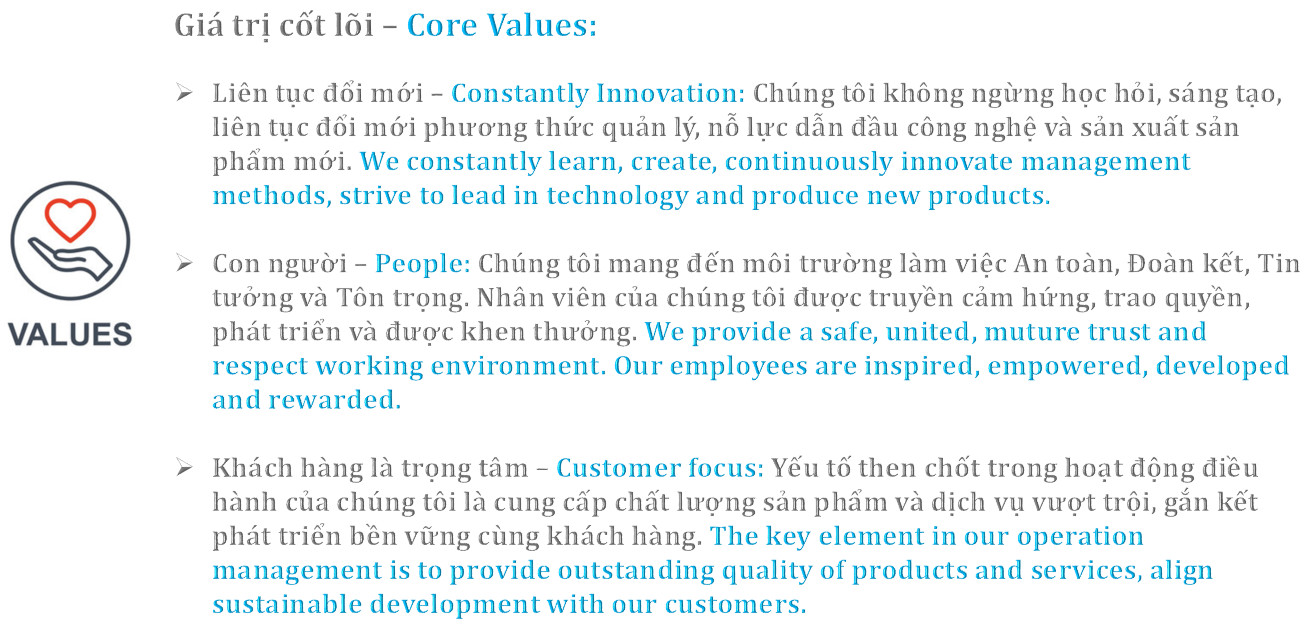 Giá trị cốt lõi – Core Values:
➢ Liên tục đổi mới – Constantly Innovation: Chúng tôi không ngừng học hỏi, sáng tạo,
liên tục đổi mới phương thức quản lý, nỗ lực dẫn đầu công nghệ và sản xuất sản
phẩm mới. We constantly learn, create, continuously innovate management
methods, strive to lead in technology and produce new products.
VALUES
➢ Con người – People: Chúng tôi mang đến môi trường làm việc An toàn, Đoàn kết, Tin
tưởng và Tôn trọng. Nhân viên của chúng tôi được truyền cảm hứng, trao quyền,
phát triển và được khen thưởng. We provide a safe, united, muture trust and
respect working environment. Our employees are inspired, empowered, developed
and rewarded.
➢ Khách hàng là trọng tâm – Customer focus: Yếu tố then chốt trong hoạt động điều
hành của chúng tôi là cung cấp chất lượng sản phẩm và dịch vụ vượt trội, gắn kết
phát triển bền vững cùng khách hàng. The key element in our operation
management is to provide outstanding quality of products and services, align
sustainable development with our customers.